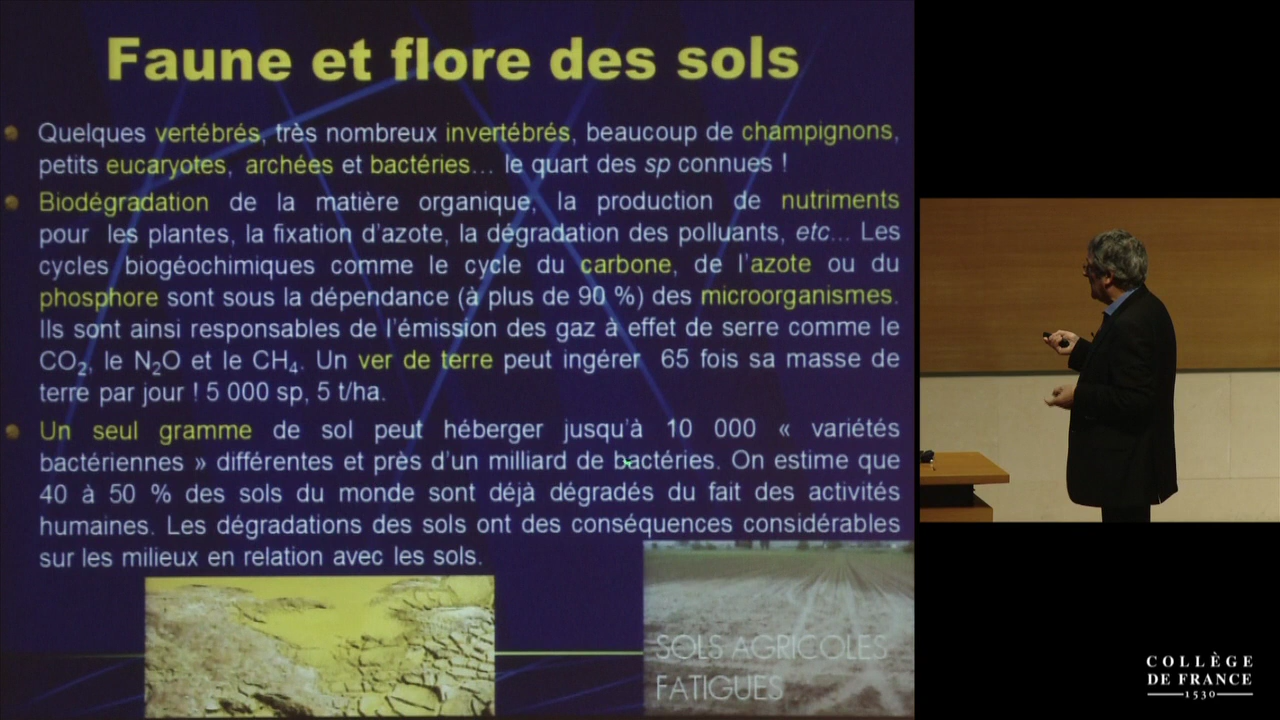 Faune et flore des sols
Quelques vertébrés, très nombreux invertébrés, beaucoup de champignons,
petits eucaryotes, archées et bactéries... le quart des sp connues !
Biodégradation de la matière organique, la production de nutriments
pour les plantes, la fixation d'azote, la dégradation des polluants, etc... Les
cycles biogéochimiques comme le cycle du carbone, de l'azote ou du
phosphore sont sous la dépendance (à plus de 90 %) des microorganismes.
Ils sont ainsi responsables de l'émission des gaz à effet de serre comme le
CO₂, le N₂O et le CH₄. Un ver de terre peut ingérer 65 fois sa masse de
terre par jour ! 5 000 sp, 5 t/ha.
Un seul gramme de sol peut héberger jusqu'à 10 000 « variétés
bactériennes » différentes et près d'un milliard de bactéries. On estime que
40 à 50 % des sols du monde sont déjà dégradés du fait des activités
humaines. Les dégradations des sols ont des conséquences considérables
sur les milieux en relation avec les sols.
SOLS AGRICOLES
FATIGUES
COLLÈGE
DE FRANCE
1530